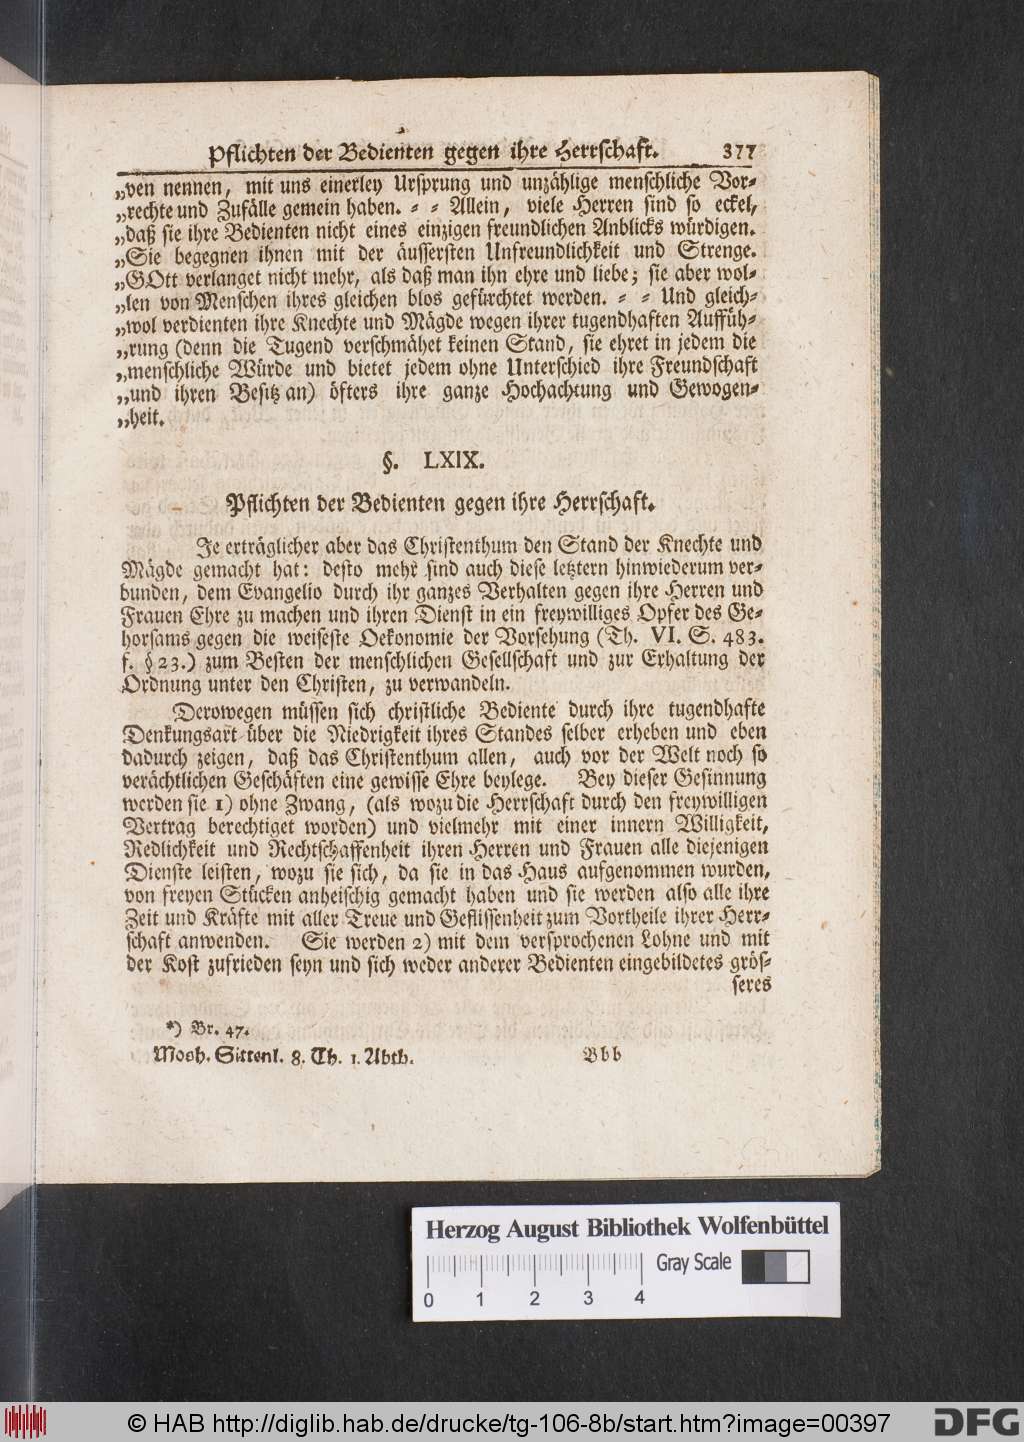 Pflichten der Bedienten gegen ihre Herrschaft. 377
„ven nennen, mit uns einerley Ursprung und unzählige menschliche Vor-
„rechte und Zufälle gemein haben. - - Allein, viele Herren sind so eckel,
„daß sie ihre Bedienten nicht eines einzigen freundlichen Anblicks würdigen.
„Sie begegnen ihnen mit der äussersten Unfreundlichkeit und Strenge.
„GOtt verlanget nicht mehr, als daß man ihn ehre und liebe; sie aber wol-
„len von Menschen ihres gleichen blos gefürchtet werden. - - Und gleich-
„wol verdienten ihre Knechte und Mägde wegen ihrer tugendhaften Auffüh-
„rung (denn die Tugend verschmähet keinen Stand, sie ehret in jedem die
„menschliche Würde und bietet jedem ohne Unterschied ihre Freundschaft
„und ihren Besitz an) öfters ihre ganze Hochachtung und Gewogen-
„heit.
§. LXIX.
Pflichten der Bedienten gegen ihre Herrschaft.
Je erträglicher aber das Christenthum den Stand der Knechte und
Mägde gemacht hat: desto mehr sind auch diese letztern hinwiederum ver-
bunden, dem Evangelio durch ihr ganzes Verhalten gegen ihre Herren und
Frauen Ehre zu machen und ihren Dienst in ein freywilliges Opfer des Ge-
horsams gegen die weiseste Oekonomie der Vorsehung (Th. VI. S. 483.
f. § 23.) zum Besten der menschlichen Gesellschaft und zur Erhaltung der
Ordnung unter den Christen, zu verwandeln.
Derowegen müssen sich christliche Bediente durch ihre tugendhafte
Denkungsart über die Niedrigkeit ihres Standes selber erheben und eben
dadurch zeigen, daß das Christenthum allen, auch vor der Welt noch so
verächtlichen Geschäften eine gewisse Ehre beylege. Bey dieser Gesinnung
werden sie 1) ohne Zwang, (als wozu die Herrschaft durch den freywilligen
Vertrag berechtiget worden) und vielmehr mit einer innern Willigkeit,
Redlichkeit und Rechtschaffenheit ihren Herren und Frauen alle diejenigen
Dienste leisten, wozu sie sich, da sie in das Haus aufgenommen wurden,
von freyen Stücken anheischig gemacht haben und sie werden also alle ihre
Zeit und Kräfte mit aller Treue und Geflissenheit zum Vortheile ihrer Herr-
schaft anwenden. Sie werden 2) mit dem versprochenen Lohne und mit
der Kost zufrieden seyn und sich weder anderer Bedienten eingebildetes grös-
seres
*) Br. 47.
Mosh. Sittenl. 8. Th. 1. Abth. Bbb
Herzog August Bibliothek Wolfenbüttel
Gray Scale
0 1 2 3 4
© HAB http://diglib.hab.de/drucke/tg-106-8b/start.htm?image=00397
DFG